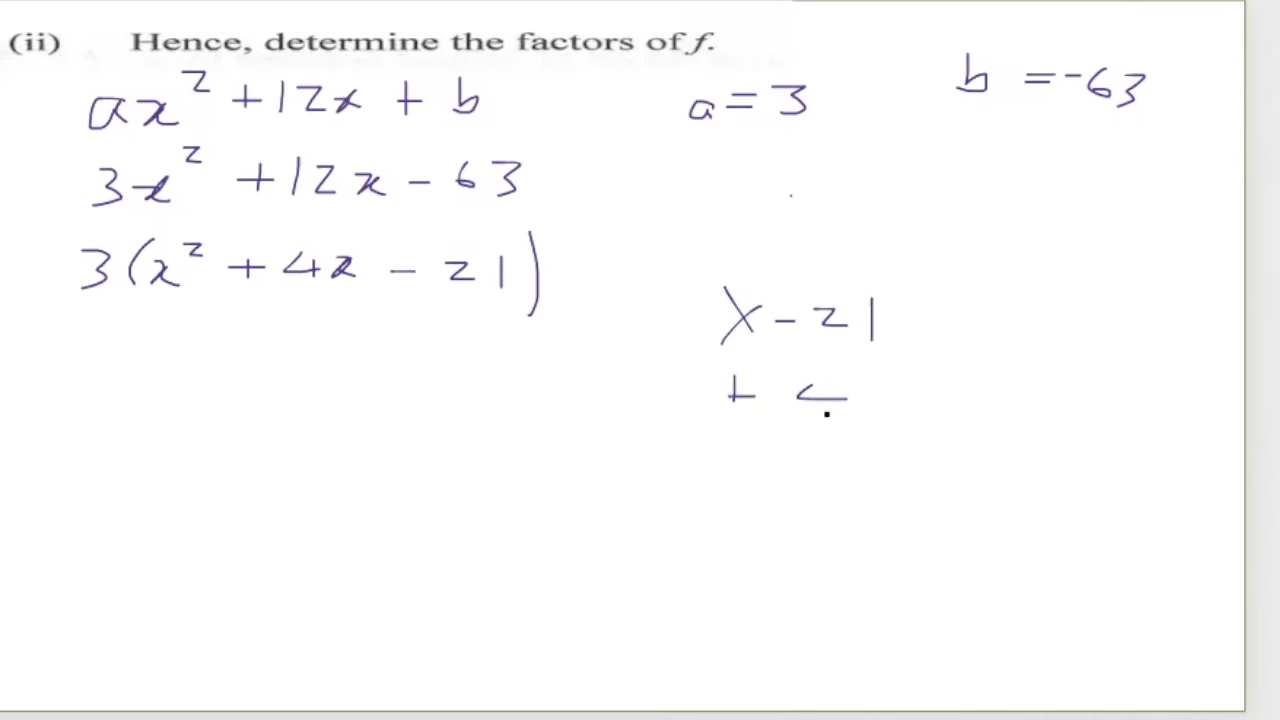 (ii) Hence, determine the factors of f.
ax² + 12x + b a = 3 b = -63
3x² + 12x - 63
3(x² + 4x - 21)
x - 21
+